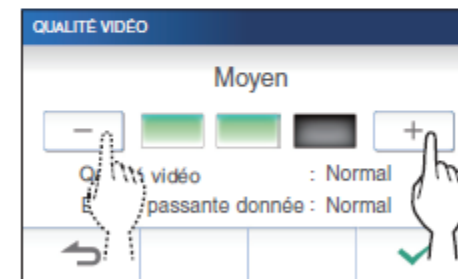 QUALITÉ VIDÉO
Moyen
− +
vidéo : Normal
passante donnée : Normal